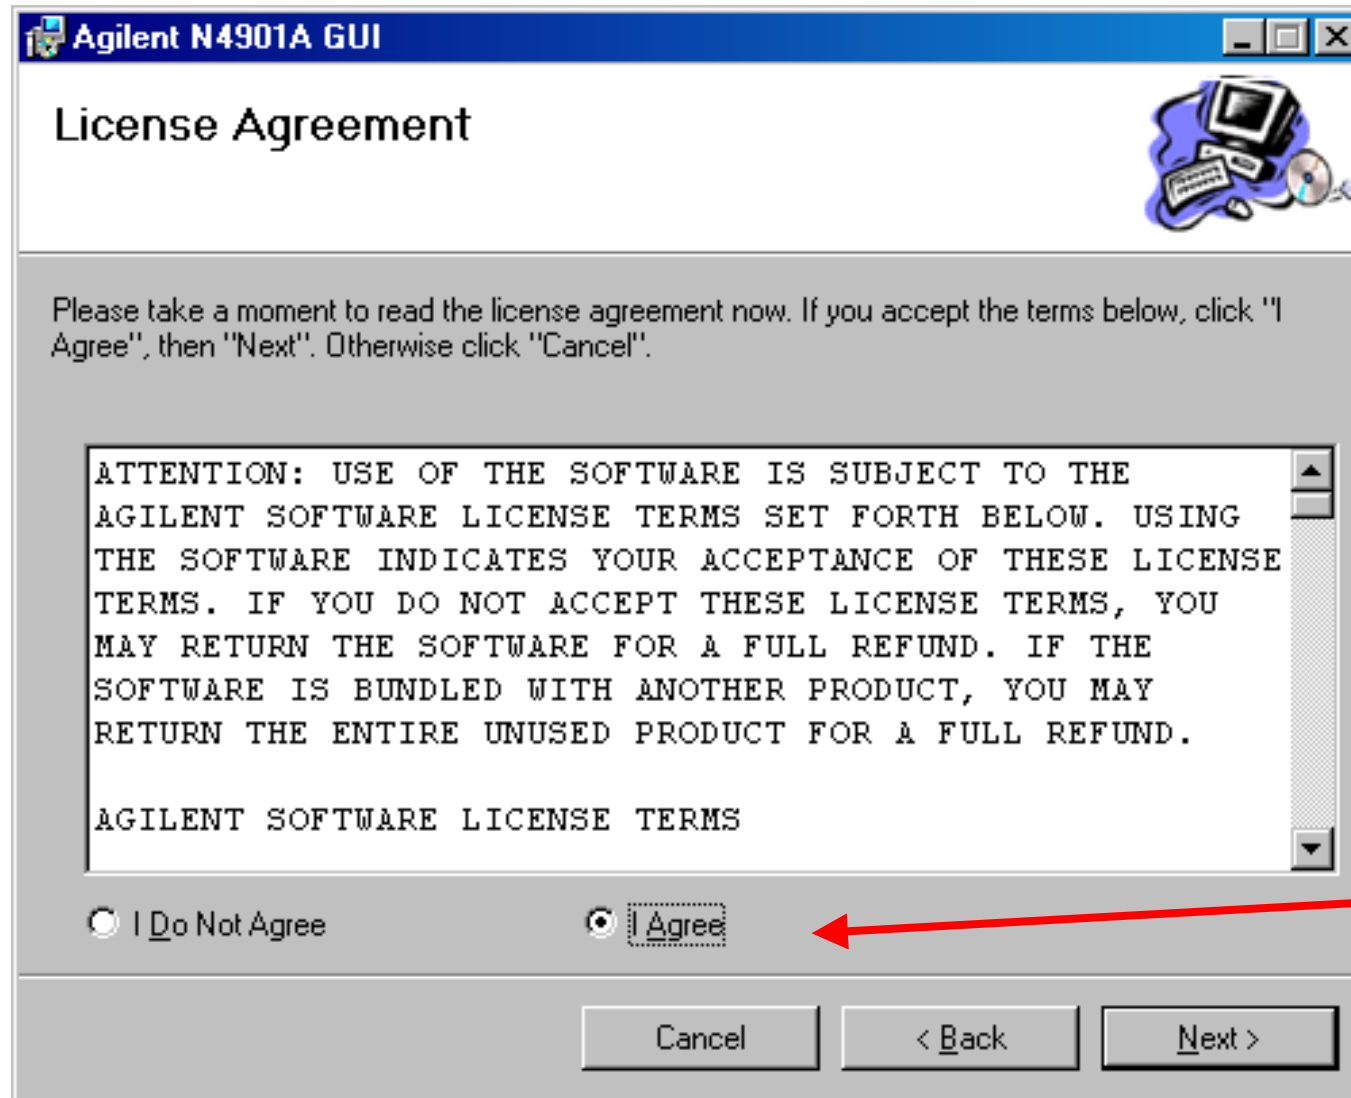 Agilent N4901A GUI
License Agreement
Please take a moment to read the license agreement now. If you accept the terms below, click "I
Agree", then "Next". Otherwise click "Cancel".
ATTENTION: USE OF THE SOFTWARE IS SUBJECT TO THE
AGILENT SOFTWARE LICENSE TERMS SET FORTH BELOW. USING
THE SOFTWARE INDICATES YOUR ACCEPTANCE OF THESE LICENSE
TERMS. IF YOU DO NOT ACCEPT THESE LICENSE TERMS, YOU
MAY RETURN THE SOFTWARE FOR A FULL REFUND. IF THE
SOFTWARE IS BUNDLED WITH ANOTHER PRODUCT, YOU MAY
RETURN THE ENTIRE UNUSED PRODUCT FOR A FULL REFUND.
AGILENT SOFTWARE LICENSE TERMS
I Do Not Agree I Agree
Cancel < Back Next >